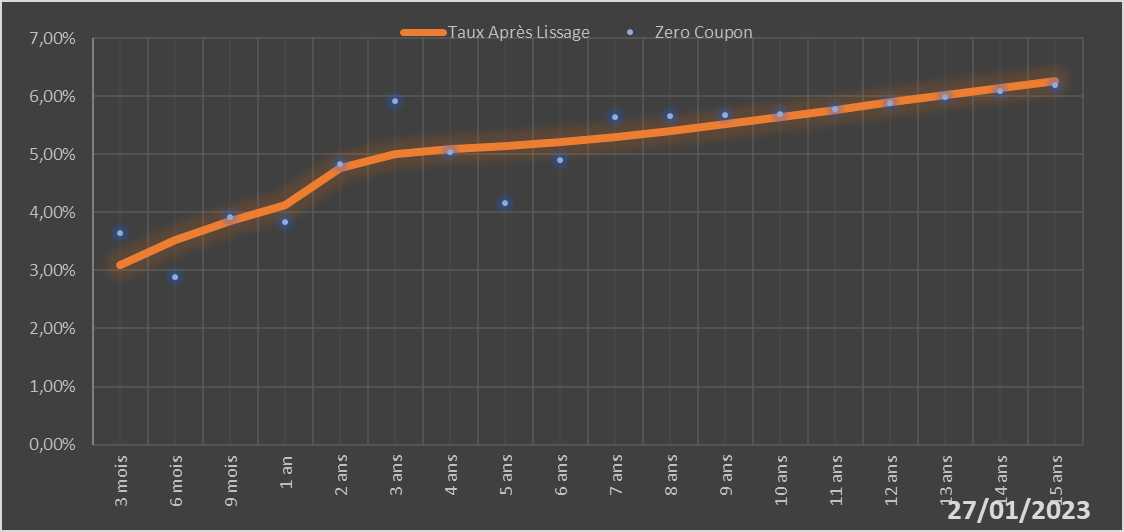 Taux Après Lissage
Zero Coupon
7,00%
6,00%
5,00%
4,00%
3,00%
2,00%
1,00%
0,00%
3 mois
6 mois
9 mois
1 an
2 ans
3 ans
4 ans
5 ans
6 ans
7 ans
8 ans
9 ans
10 ans
11 ans
12 ans
13 ans
14 ans
15 ans
27/01/2023